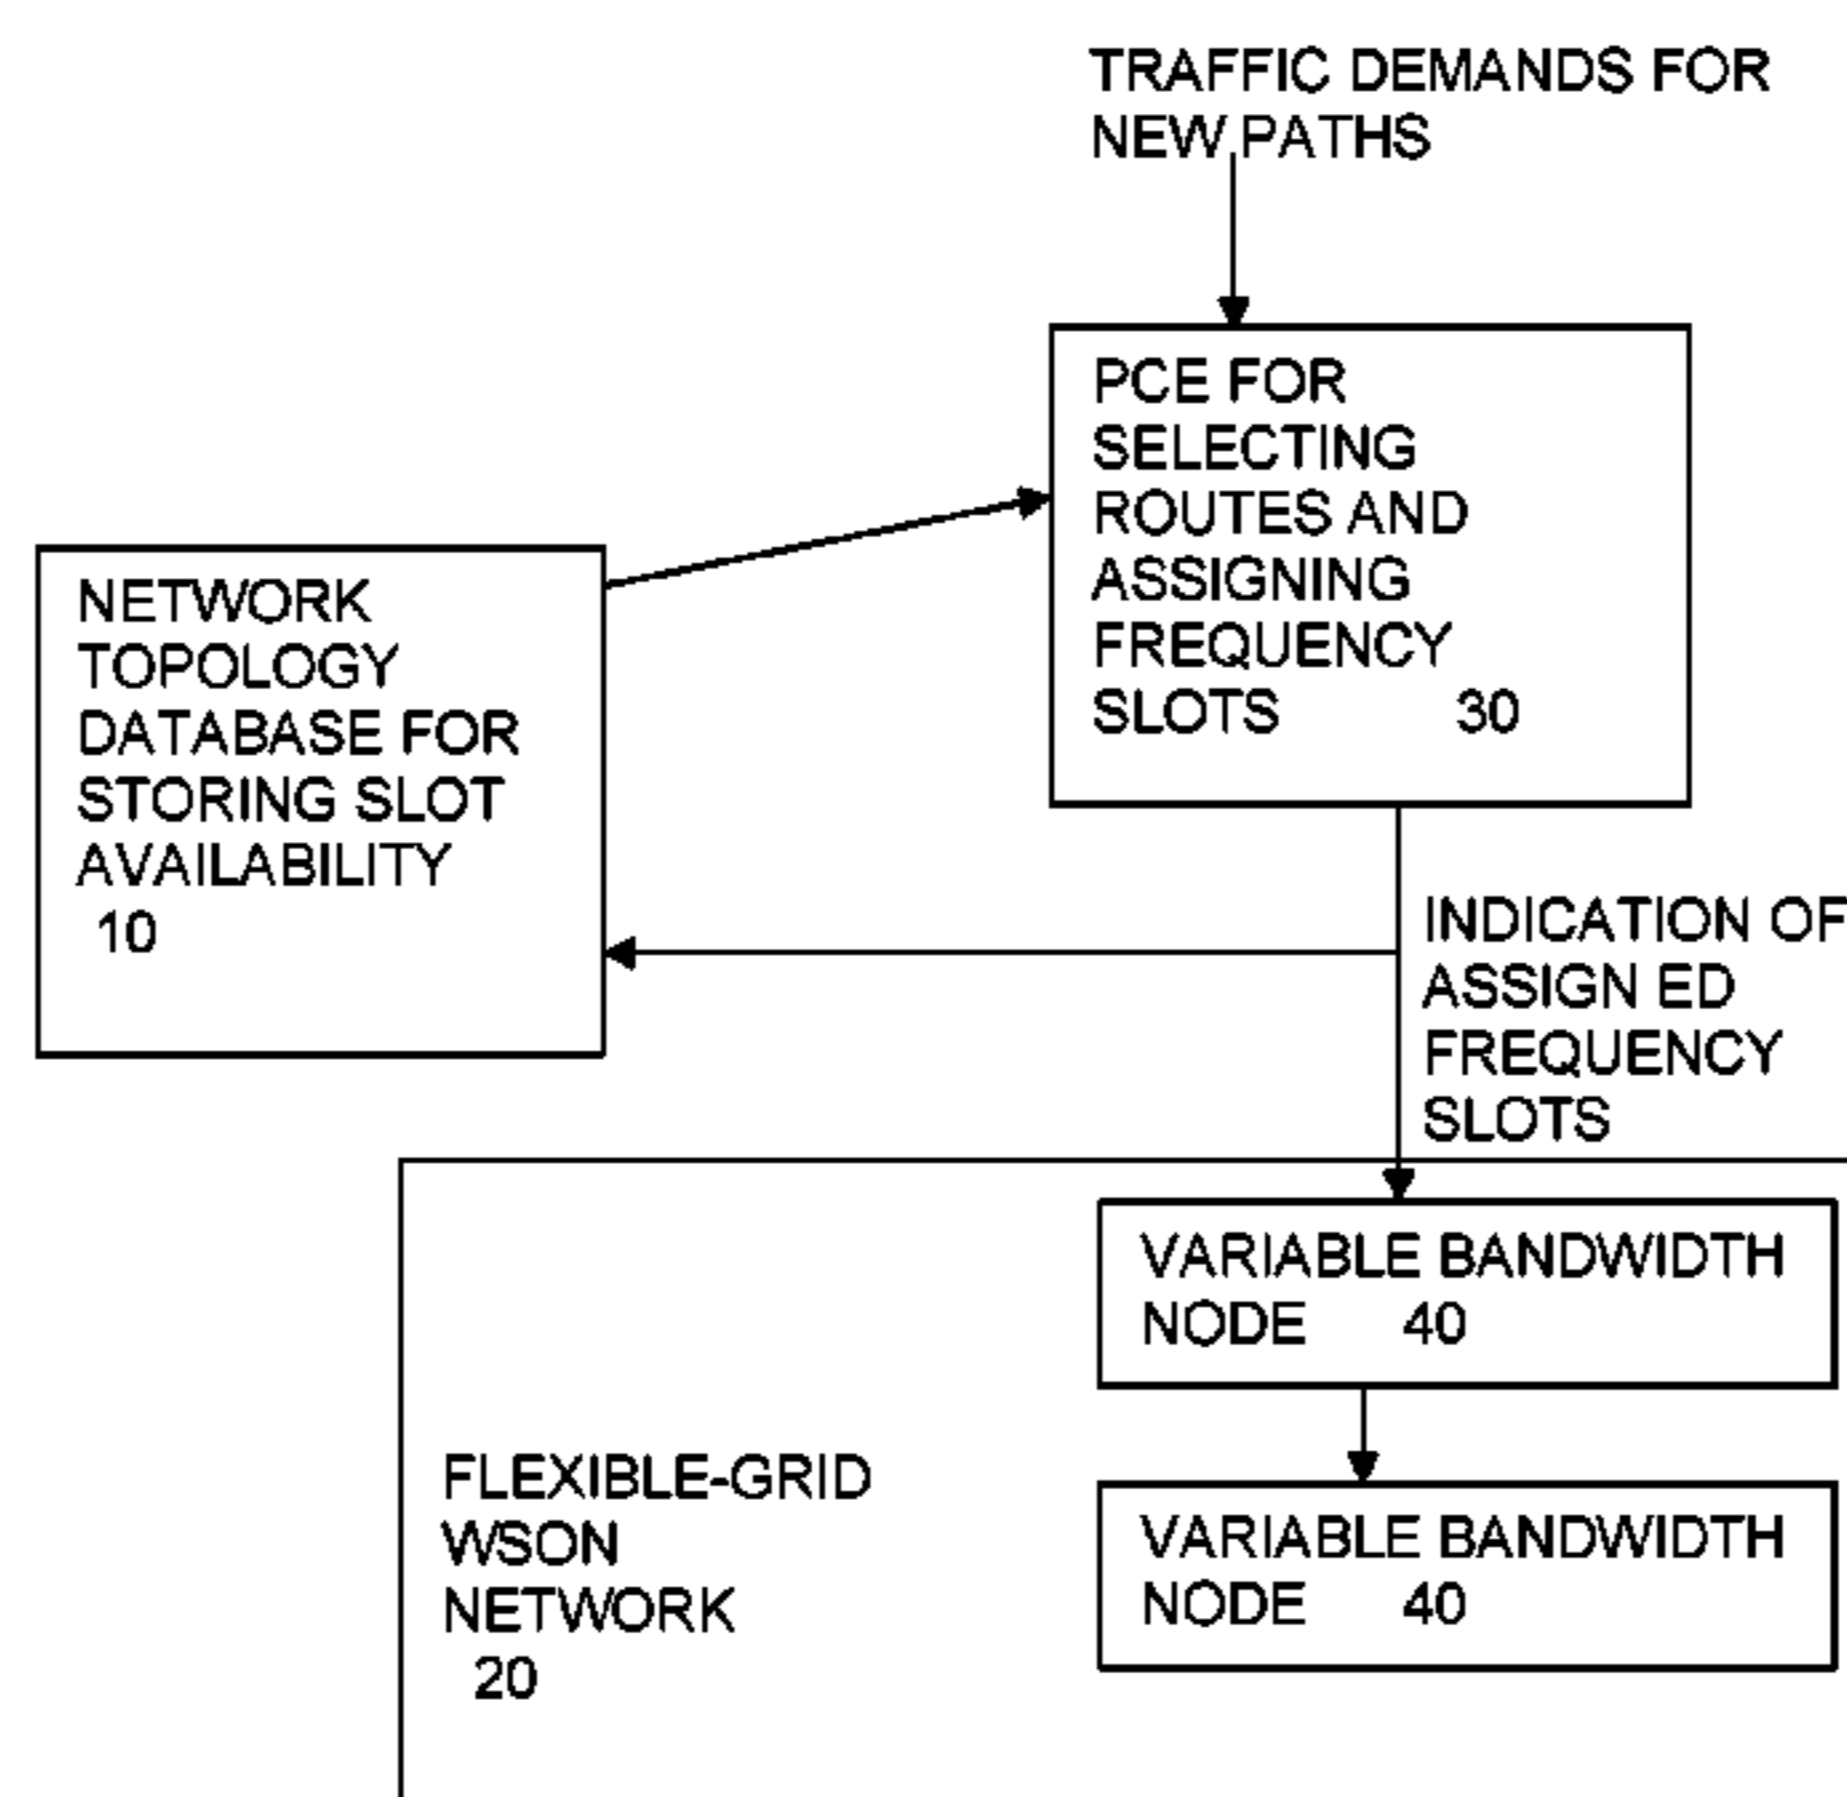 TRAFFIC DEMANDS FOR
NEW PATHS
PCE FOR
SELECTING
ROUTES AND
ASSIGNING
FREQUENCY
SLOTS 30
NETWORK
TOPOLOGY
DATABASE FOR
STORING SLOT
AVAILABILITY
10
INDICATION OF
ASSIGN ED
FREQUENCY
SLOTS
VARIABLE BANDWIDTH
NODE 40
FLEXIBLE-GRID
WSON
NETWORK
20
VARIABLE BANDWIDTH
NODE 40